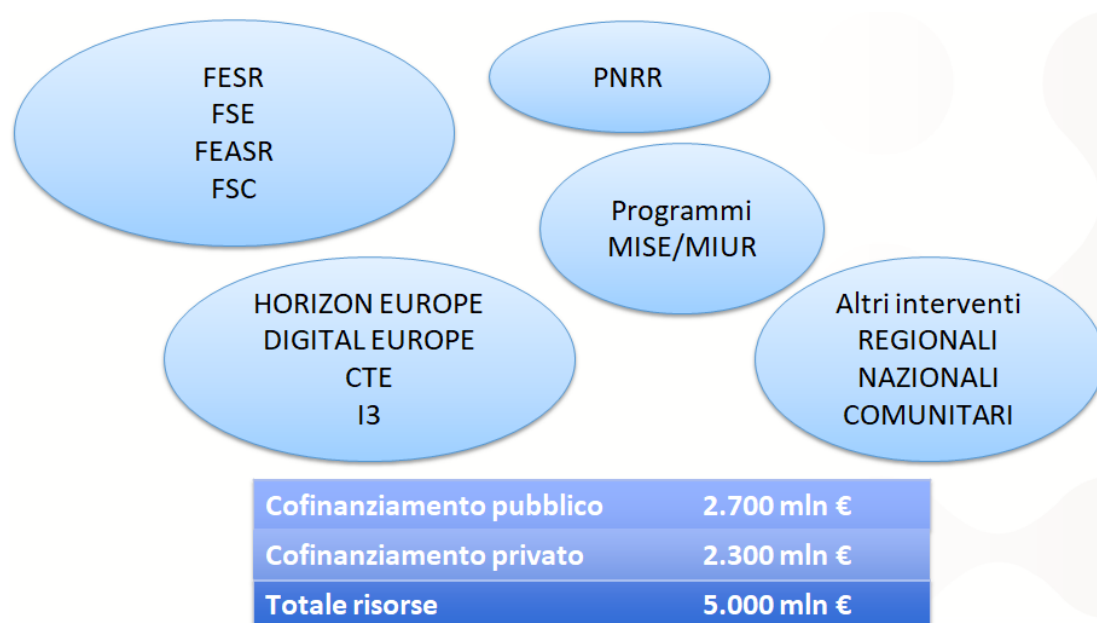 FESR
FSE
FEASR
FSC
PNRR
Programmi
MISE/MIUR
HORIZON EUROPE
DIGITAL EUROPE
CTE
I3
Altri interventi
REGIONALI
NAZIONALI
COMUNITARI
Cofinanziamento pubblico 2.700 mln €
Cofinanziamento privato 2.300 mln €
Totale risorse 5.000 mln €